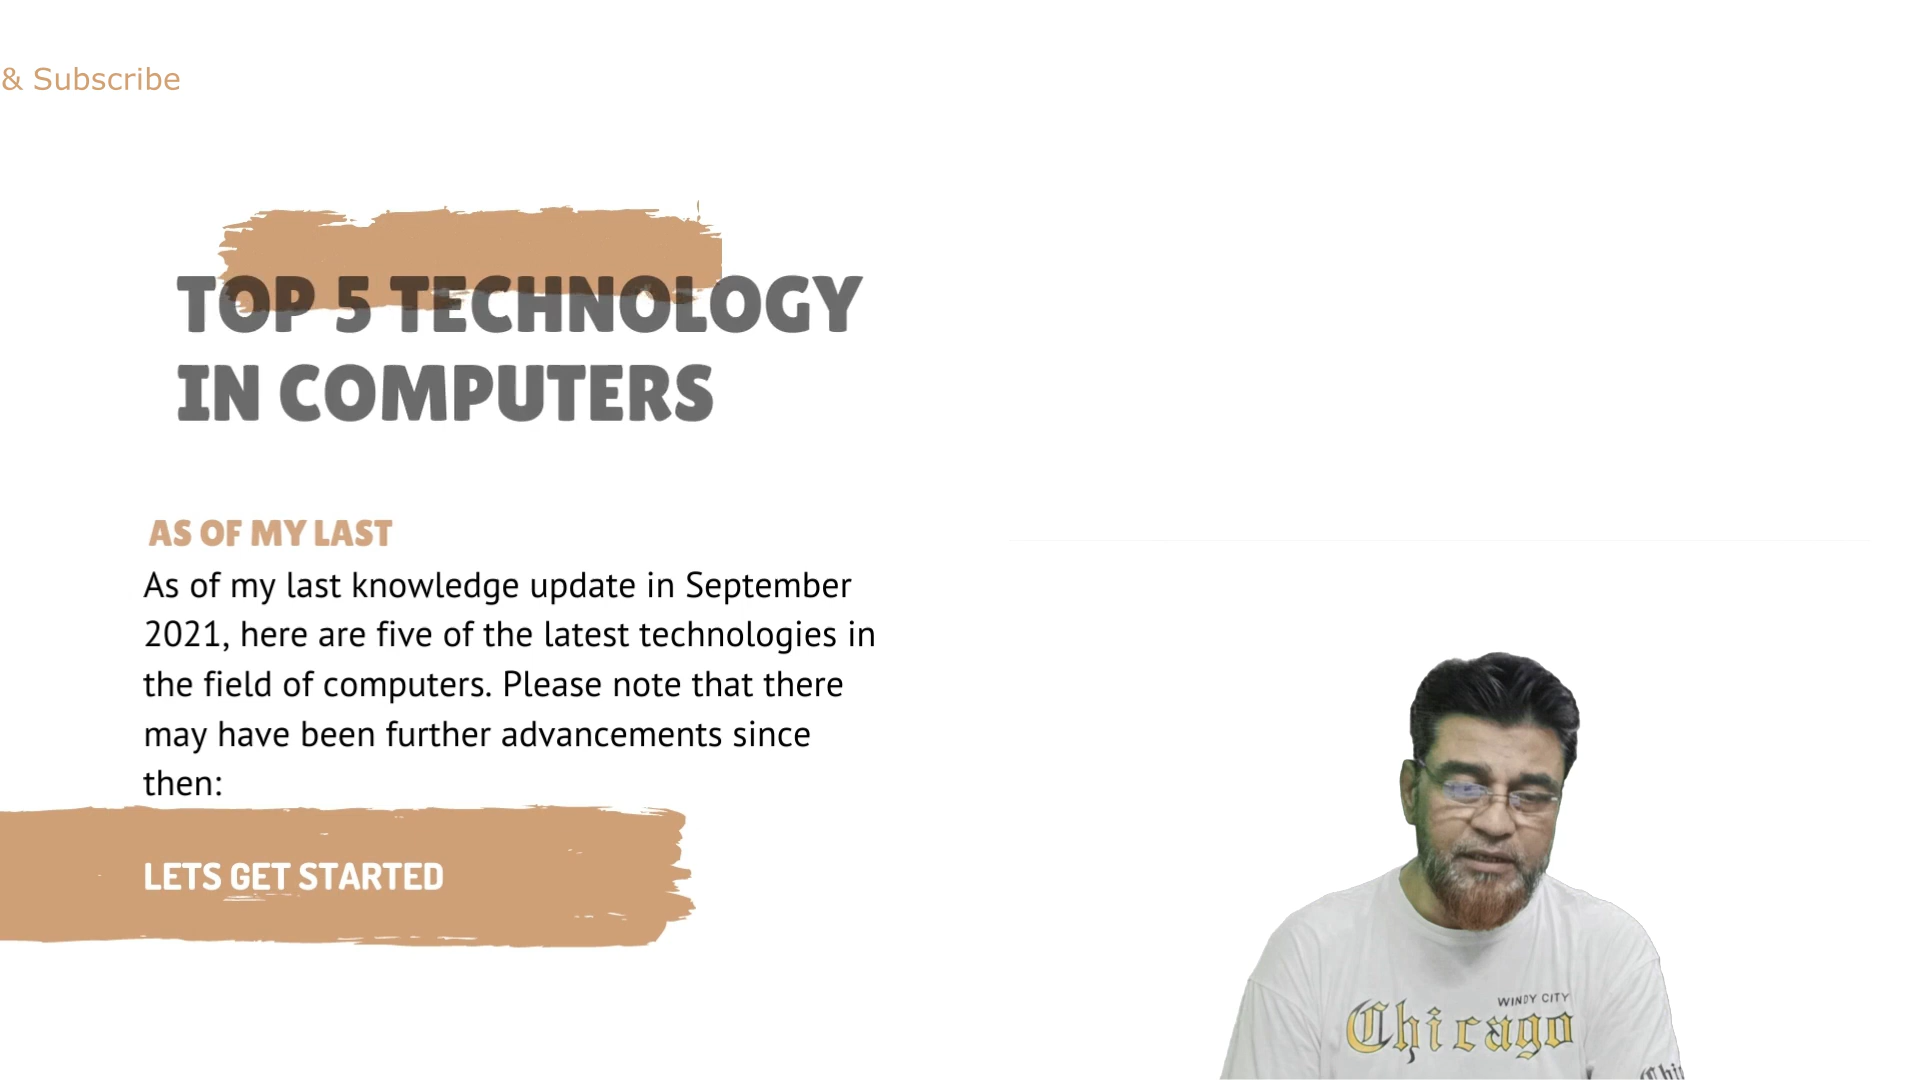 & Subscribe
TOP 5 TECHNOLOGY
IN COMPUTERS
AS OF MY LAST
As of my last knowledge update in September
2021, here are five of the latest technologies in
the field of computers. Please note that there
may have been further advancements since
then:
LETS GET STARTED
WINDY CITY
Chicago
Chi